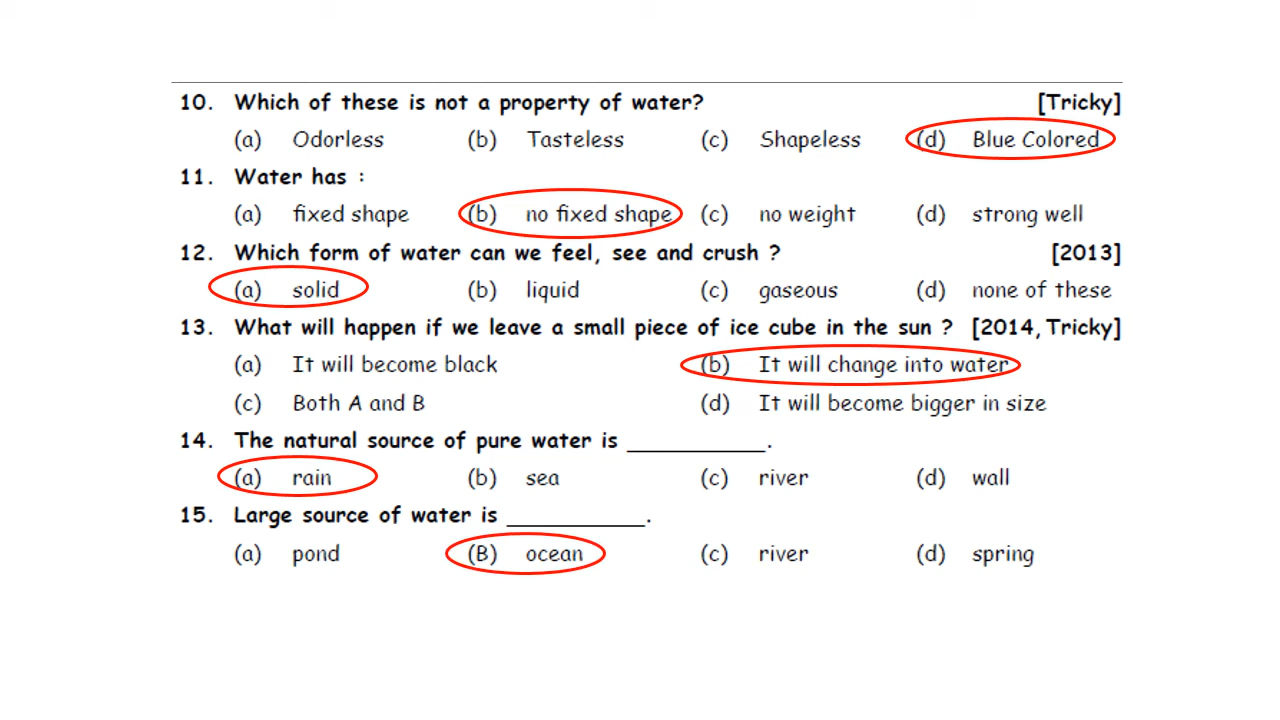 10. Which of these is not a property of water? [Tricky]
(a) Odorless (b) Tasteless (c) Shapeless (d) Blue Colored
11. Water has :
(a) fixed shape (b) no fixed shape (c) no weight (d) strong well
12. Which form of water can we feel, see and crush ? [2013]
(a) solid (b) liquid (c) gaseous (d) none of these
13. What will happen if we leave a small piece of ice cube in the sun ? [2014, Tricky]
(a) It will become black (b) It will change into water
(c) Both A and B (d) It will become bigger in size
14. The natural source of pure water is __________.
(a) rain (b) sea (c) river (d) wall
15. Large source of water is __________.
(a) pond (B) ocean (c) river (d) spring